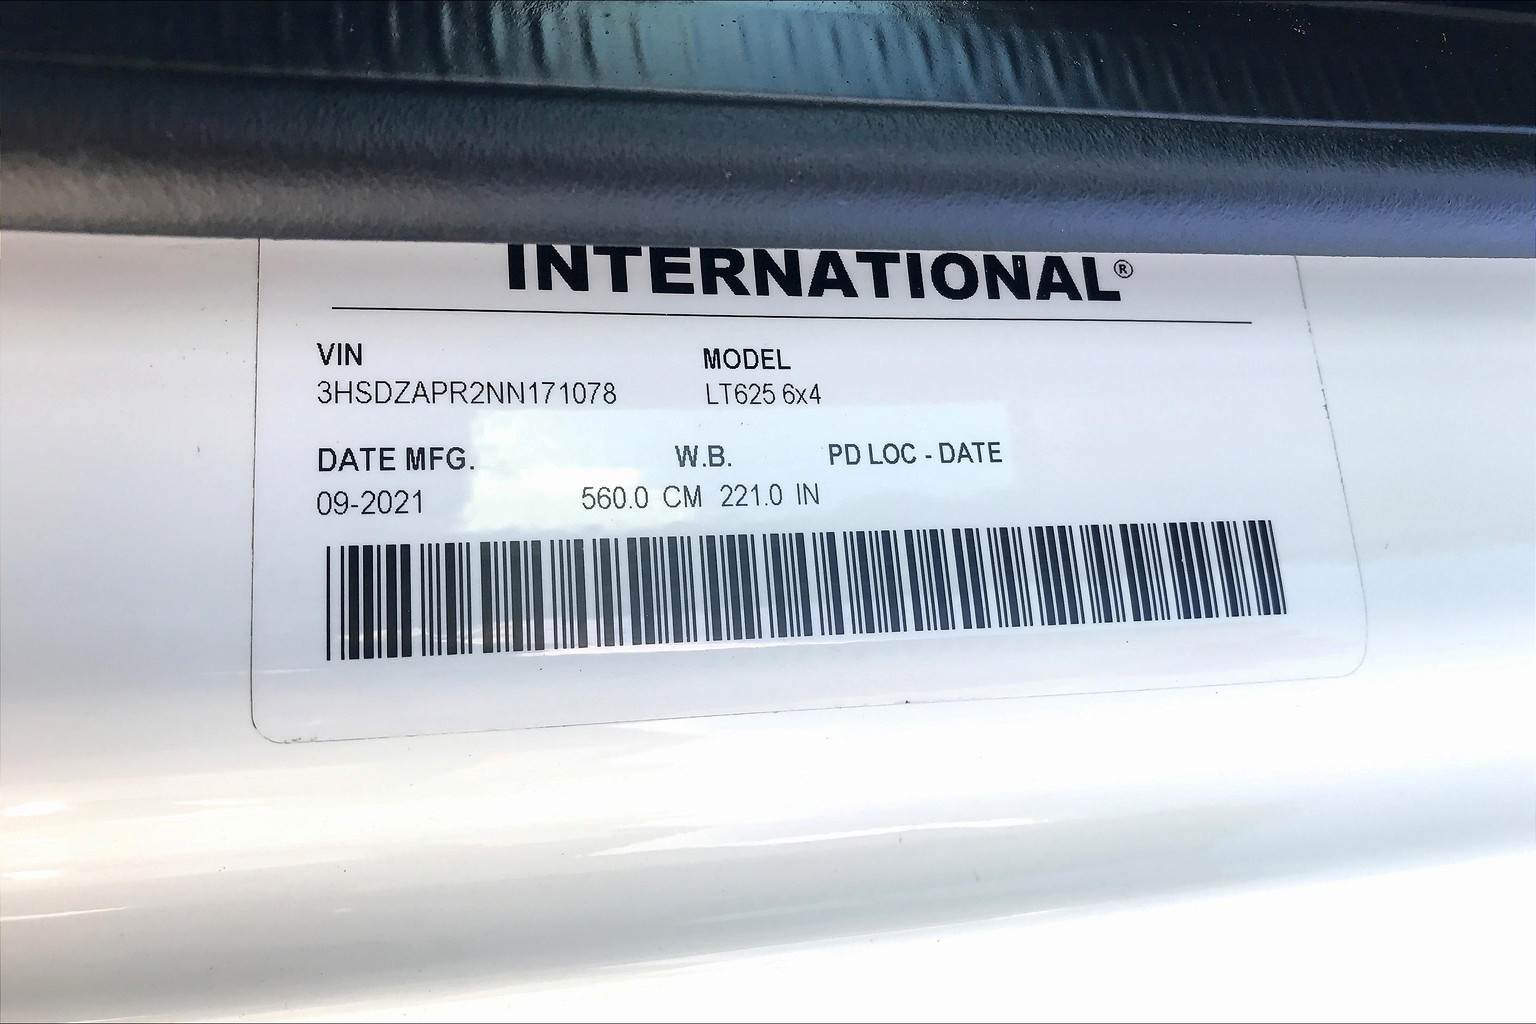 INTERNATIONAL®
VIN MODEL
3HSDZAPR2NN171078 LT625 6x4
DATE MFG. W.B. PD LOC - DATE
09-2021 560.0 CM 221.0 IN